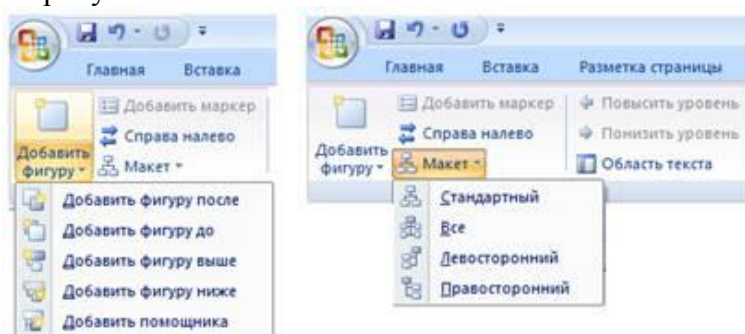 Главная Вставка
Добавить маркер
Справа налево
Добавить фигуру
Макет
Добавить фигуру после
Добавить фигуру до
Добавить фигуру выше
Добавить фигуру ниже
Добавить помощника
Главная Вставка Разметка страницы
Добавить маркер Повысить уровень
Справа налево Понизить уровень
Добавить фигуру
Макет Область текста
Стандартный
Все
Левосторонний
Правосторонний